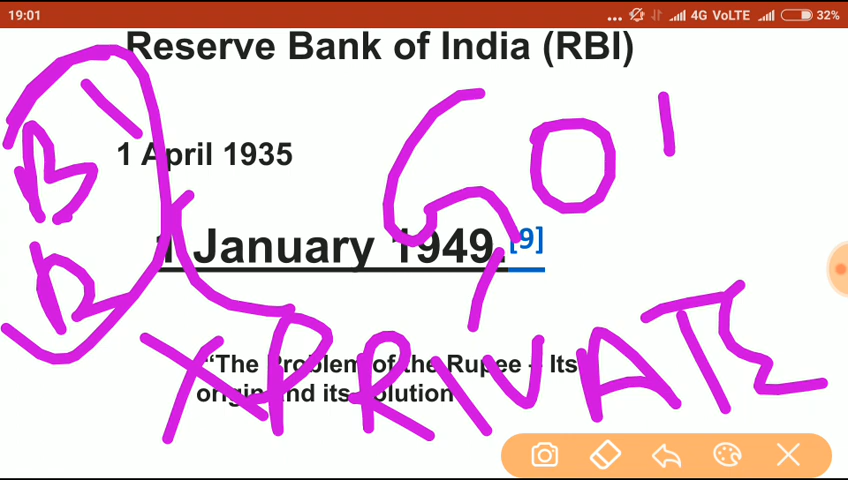 19:01 ... 4G VoLTE 32%
Reserve Bank of India (RBI)
B
GOI
1 April 1935
B
1 January 1949.[9]
X PRIVATE
“The Problem of the Rupee – Its
origin and its solution